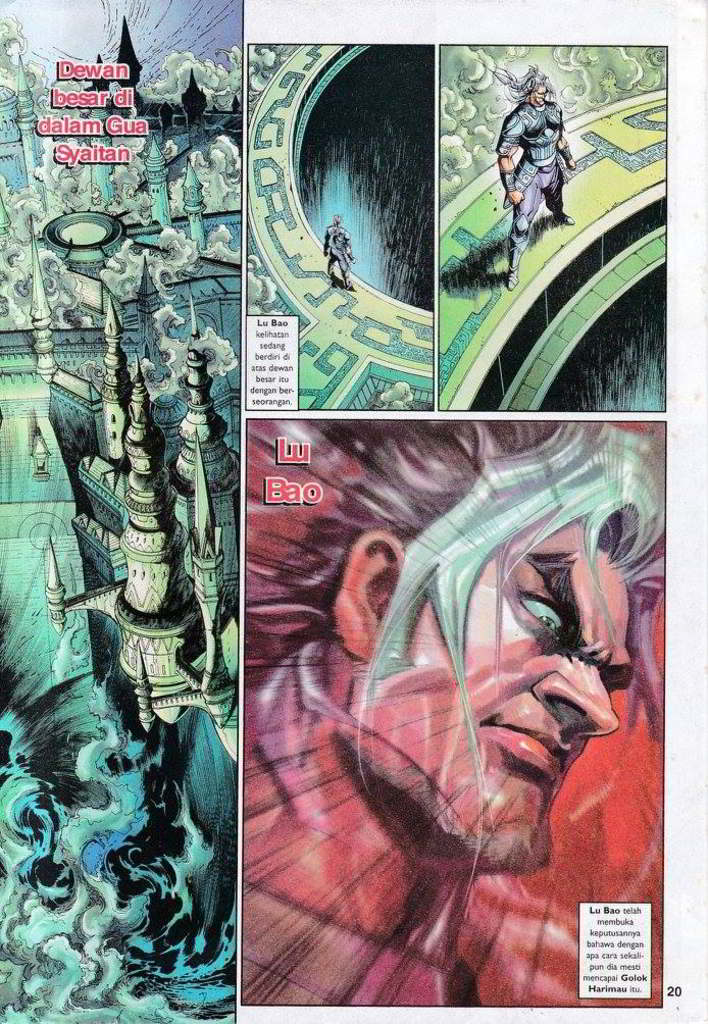 Dewan
besar di
dalam Gua
Syaitan
Lu Bao
kelihatan
sedang
berdiri di
atas dewan
besar itu
dengan ber-
seorangan.
Lu
Bao
Lu Bao telah
membuka
keputusannya
bahawa dengan
apa cara sekali-
pun dia mesti
mencapai Golok
Harimau itu.
20